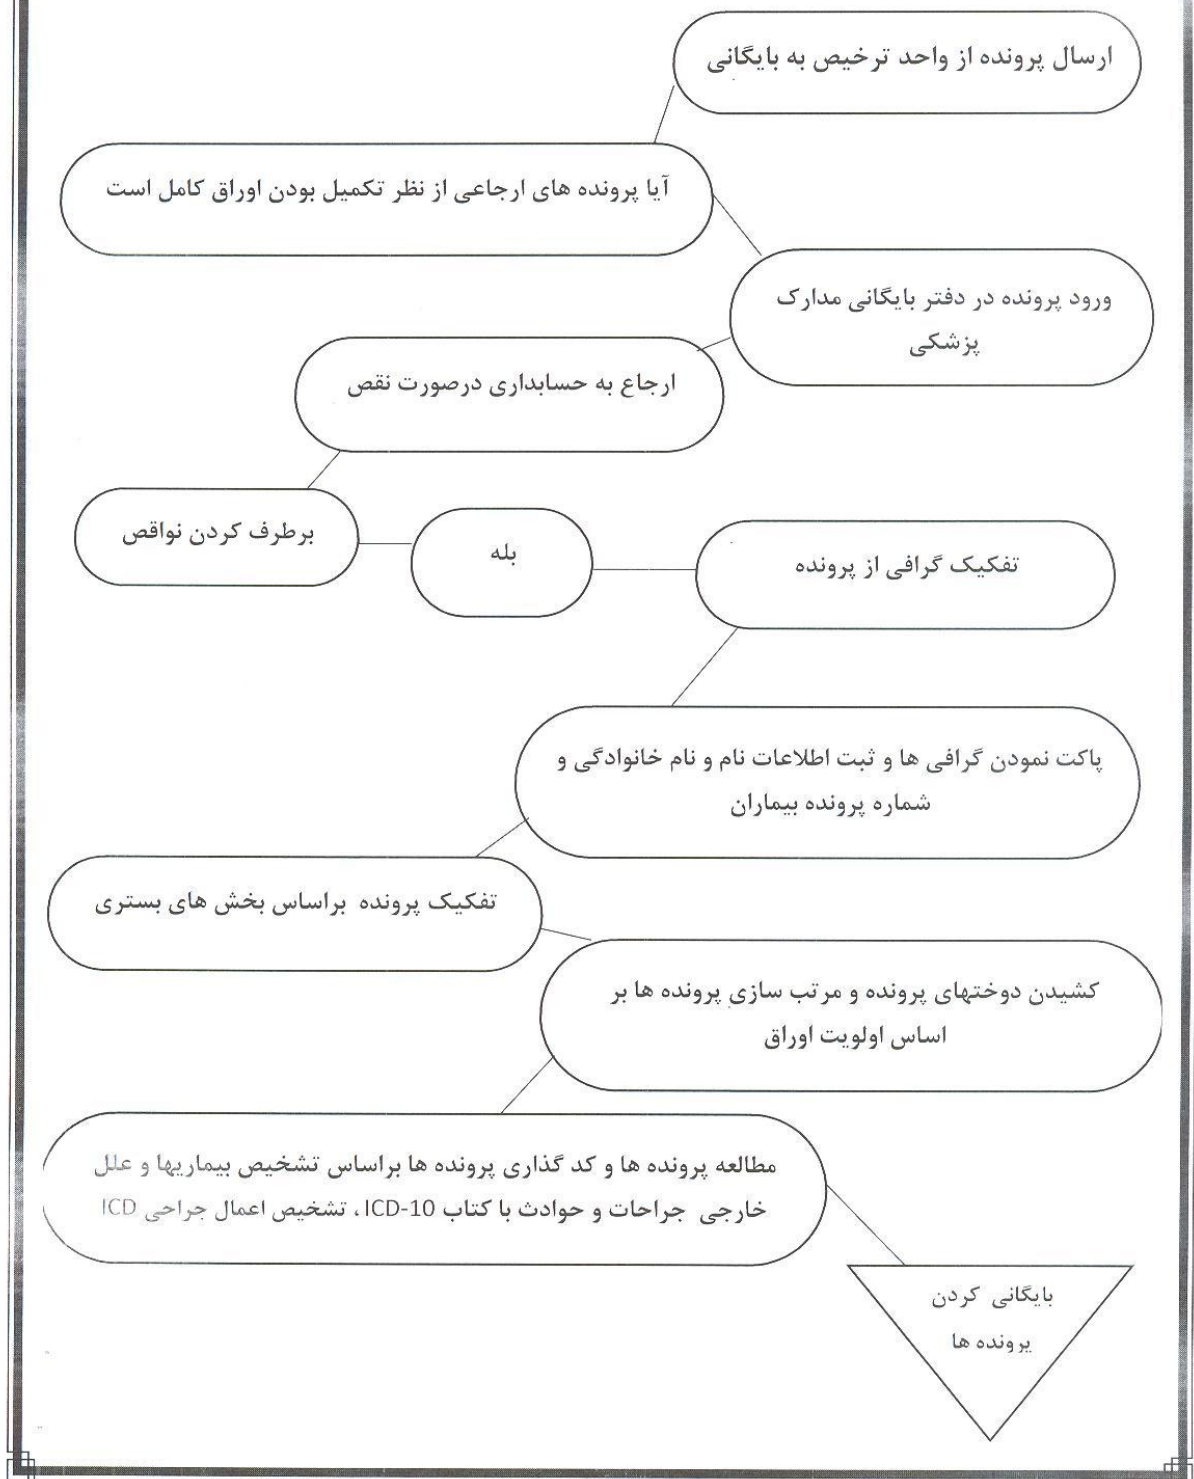 ارسال پرونده از واحد ترخیص به بایگانی
آیا پرونده های ارجاعی از نظر تکمیل بودن اوراق کامل است
ورود پرونده در دفتر بایگانی مدارک
پزشکی
ارجاع به حسابداری درصورت نقص
برطرف کردن نواقص
بله
تفکیک گرافی از پرونده
پاکت نمودن گرافی ها و ثبت اطلاعات نام و نام خانوادگی و
شماره پرونده بیماران
تفکیک پرونده براساس بخش های بستری
کشیدن دوختهای پرونده و مرتب سازی پرونده ها بر
اساس اولویت اوراق
مطالعه پرونده ها و کد گذاری پرونده ها براساس تشخیص بیماریها و علل
خارجی جراحات و حوادث با کتاب ICD-10، تشخیص اعمال جراحی ICD
بایگانی کردن
پرونده ها